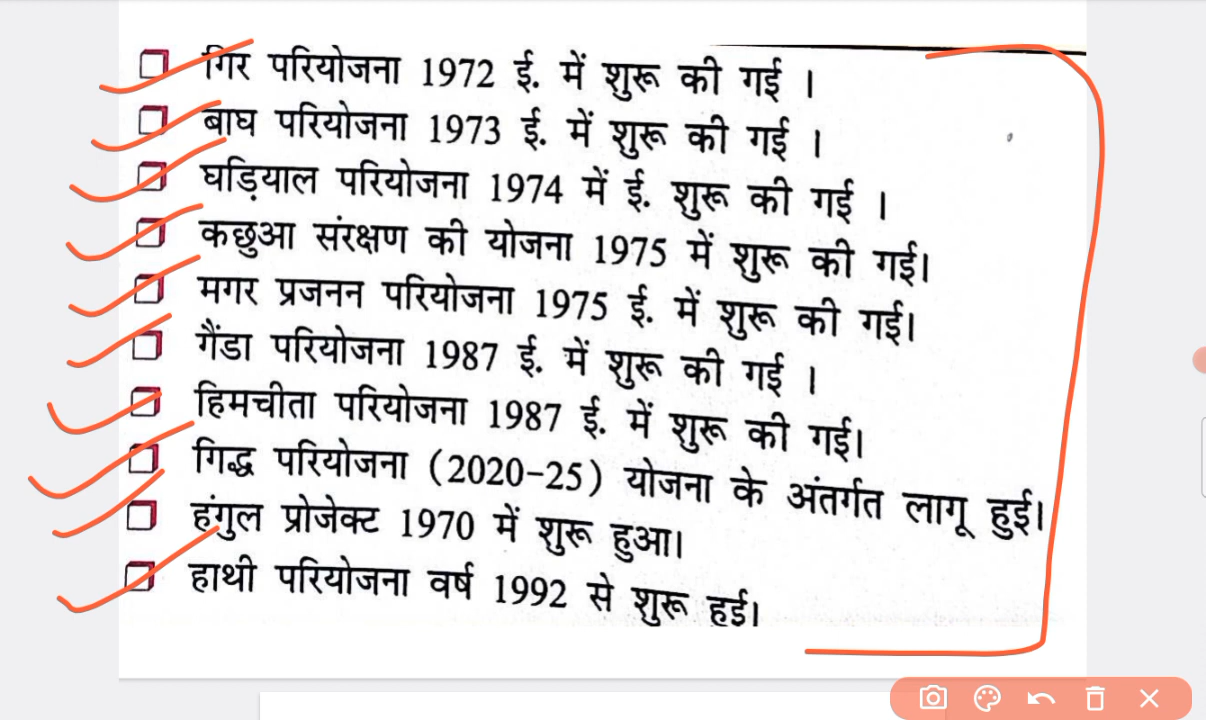 गिर परियोजना 1972 ई. में शुरू की गई ।
बाघ परियोजना 1973 ई. में शुरू की गई ।
घड़ियाल परियोजना 1974 में ई. शुरू की गई ।
कछुआ संरक्षण की योजना 1975 में शुरू की गई।
मगर प्रजनन परियोजना 1975 ई. में शुरू की गई।
गैंडा परियोजना 1987 ई. में शुरू की गई ।
हिमचीता परियोजना 1987 ई. में शुरू की गई।
गिद्ध परियोजना (2020-25) योजना के अंतर्गत लागू हुई।
हंगुल प्रोजेक्ट 1970 में शुरू हुआ।
हाथी परियोजना वर्ष 1992 से शुरू हुई।